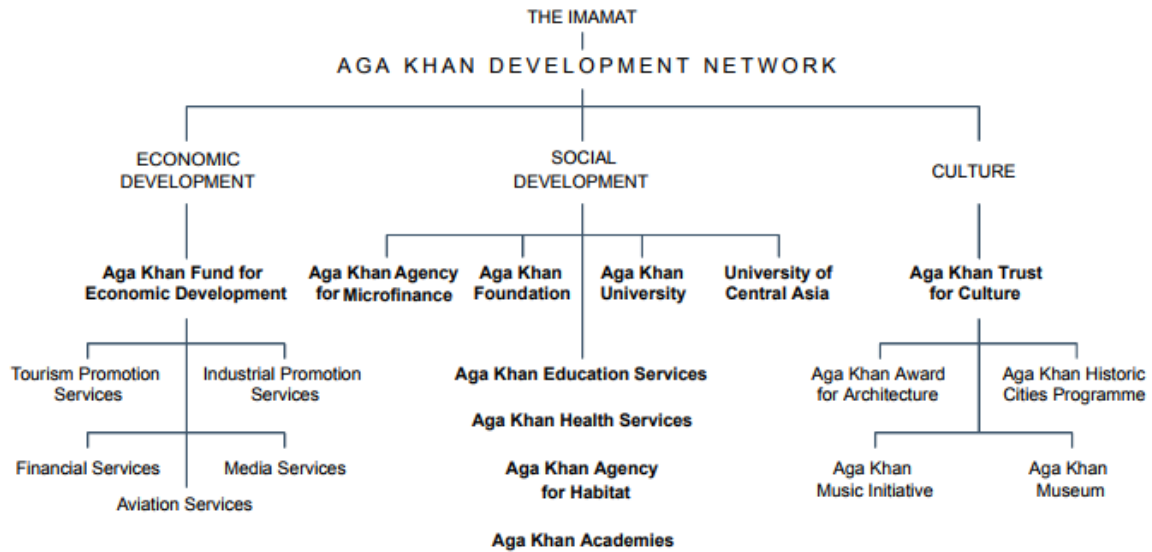 THE IMAMAT
AGA KHAN DEVELOPMENT NETWORK
ECONOMIC
DEVELOPMENT
SOCIAL
DEVELOPMENT
CULTURE
Aga Khan Fund for
Economic Development
Aga Khan Agency
for Microfinance
Aga Khan
Foundation
Aga Khan
University
University of
Central Asia
Aga Khan Trust
for Culture
Tourism Promotion
Services
Industrial Promotion
Services
Financial Services
Media Services
Aviation Services
Aga Khan Education Services
Aga Khan Health Services
Aga Khan Agency
for Habitat
Aga Khan Academies
Aga Khan Award
for Architecture
Aga Khan Historic
Cities Programme
Aga Khan
Music Initiative
Aga Khan
Museum